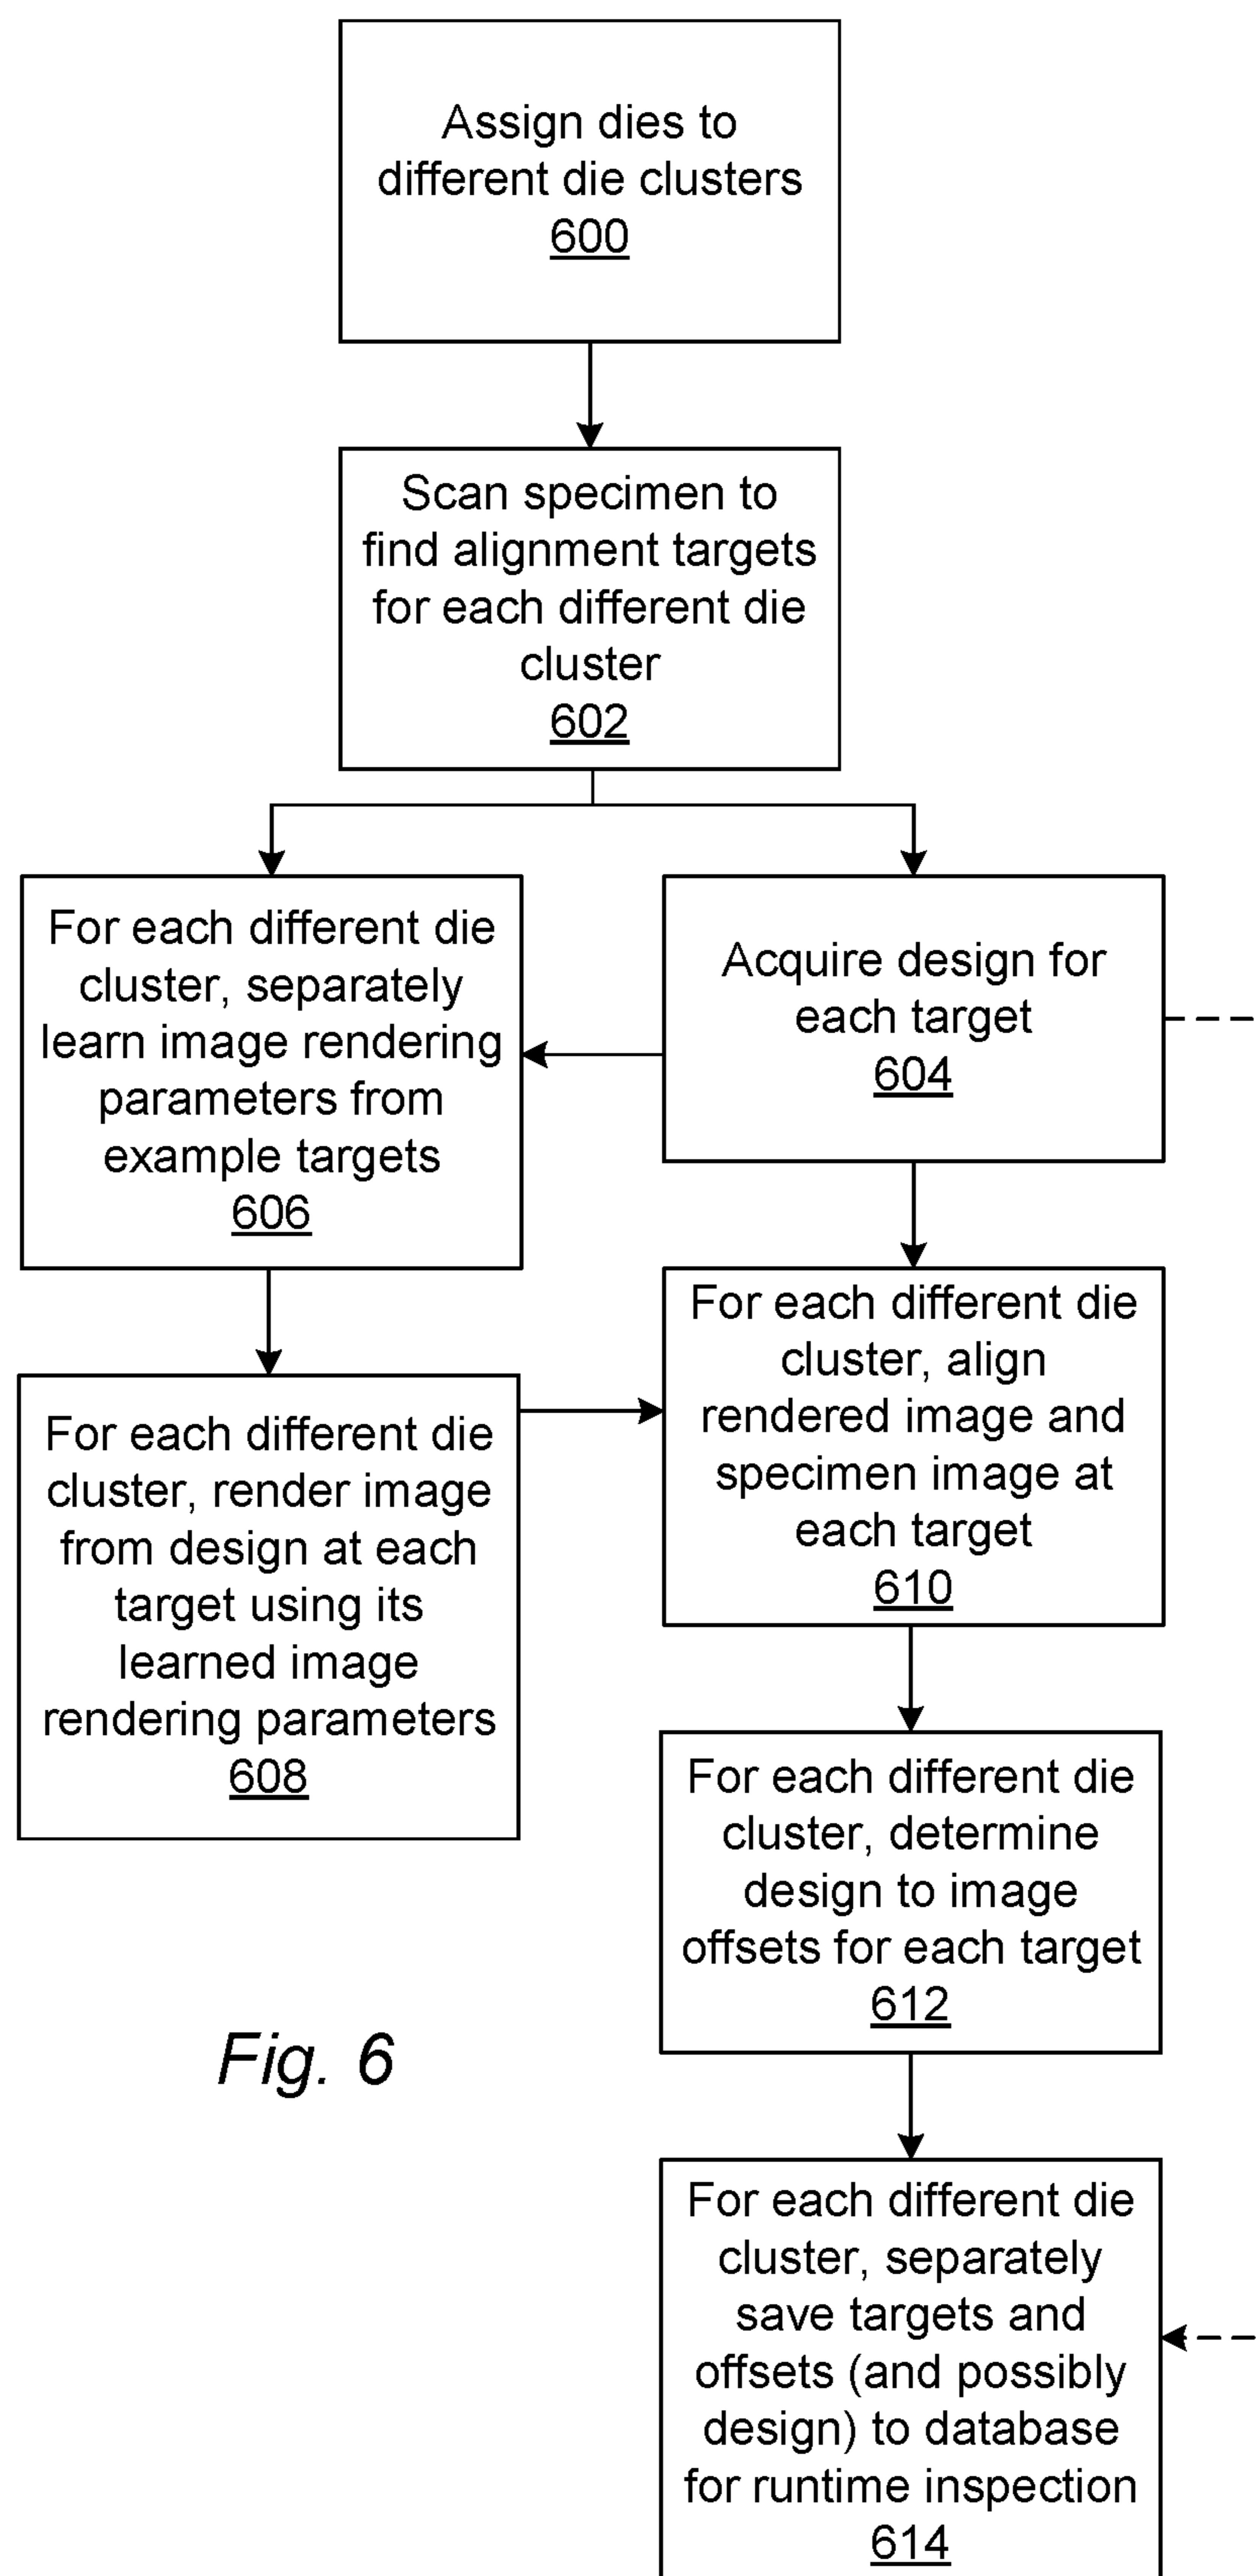 Assign dies to
different die clusters
600
Scan specimen to
find alignment targets
for each different die
cluster
602
For each different die
cluster, separately
learn image rendering
parameters from
example targets
606
Acquire design for
each target
604
For each different die
cluster, render image
from design at each
target using its
learned image
rendering parameters
608
For each different die
cluster, align
rendered image and
specimen image at
each target
610
For each different die
cluster, determine
design to image
offsets for each target
612
Fig. 6
For each different die
cluster, separately
save targets and
offsets (and possibly
design) to database
for runtime inspection
614